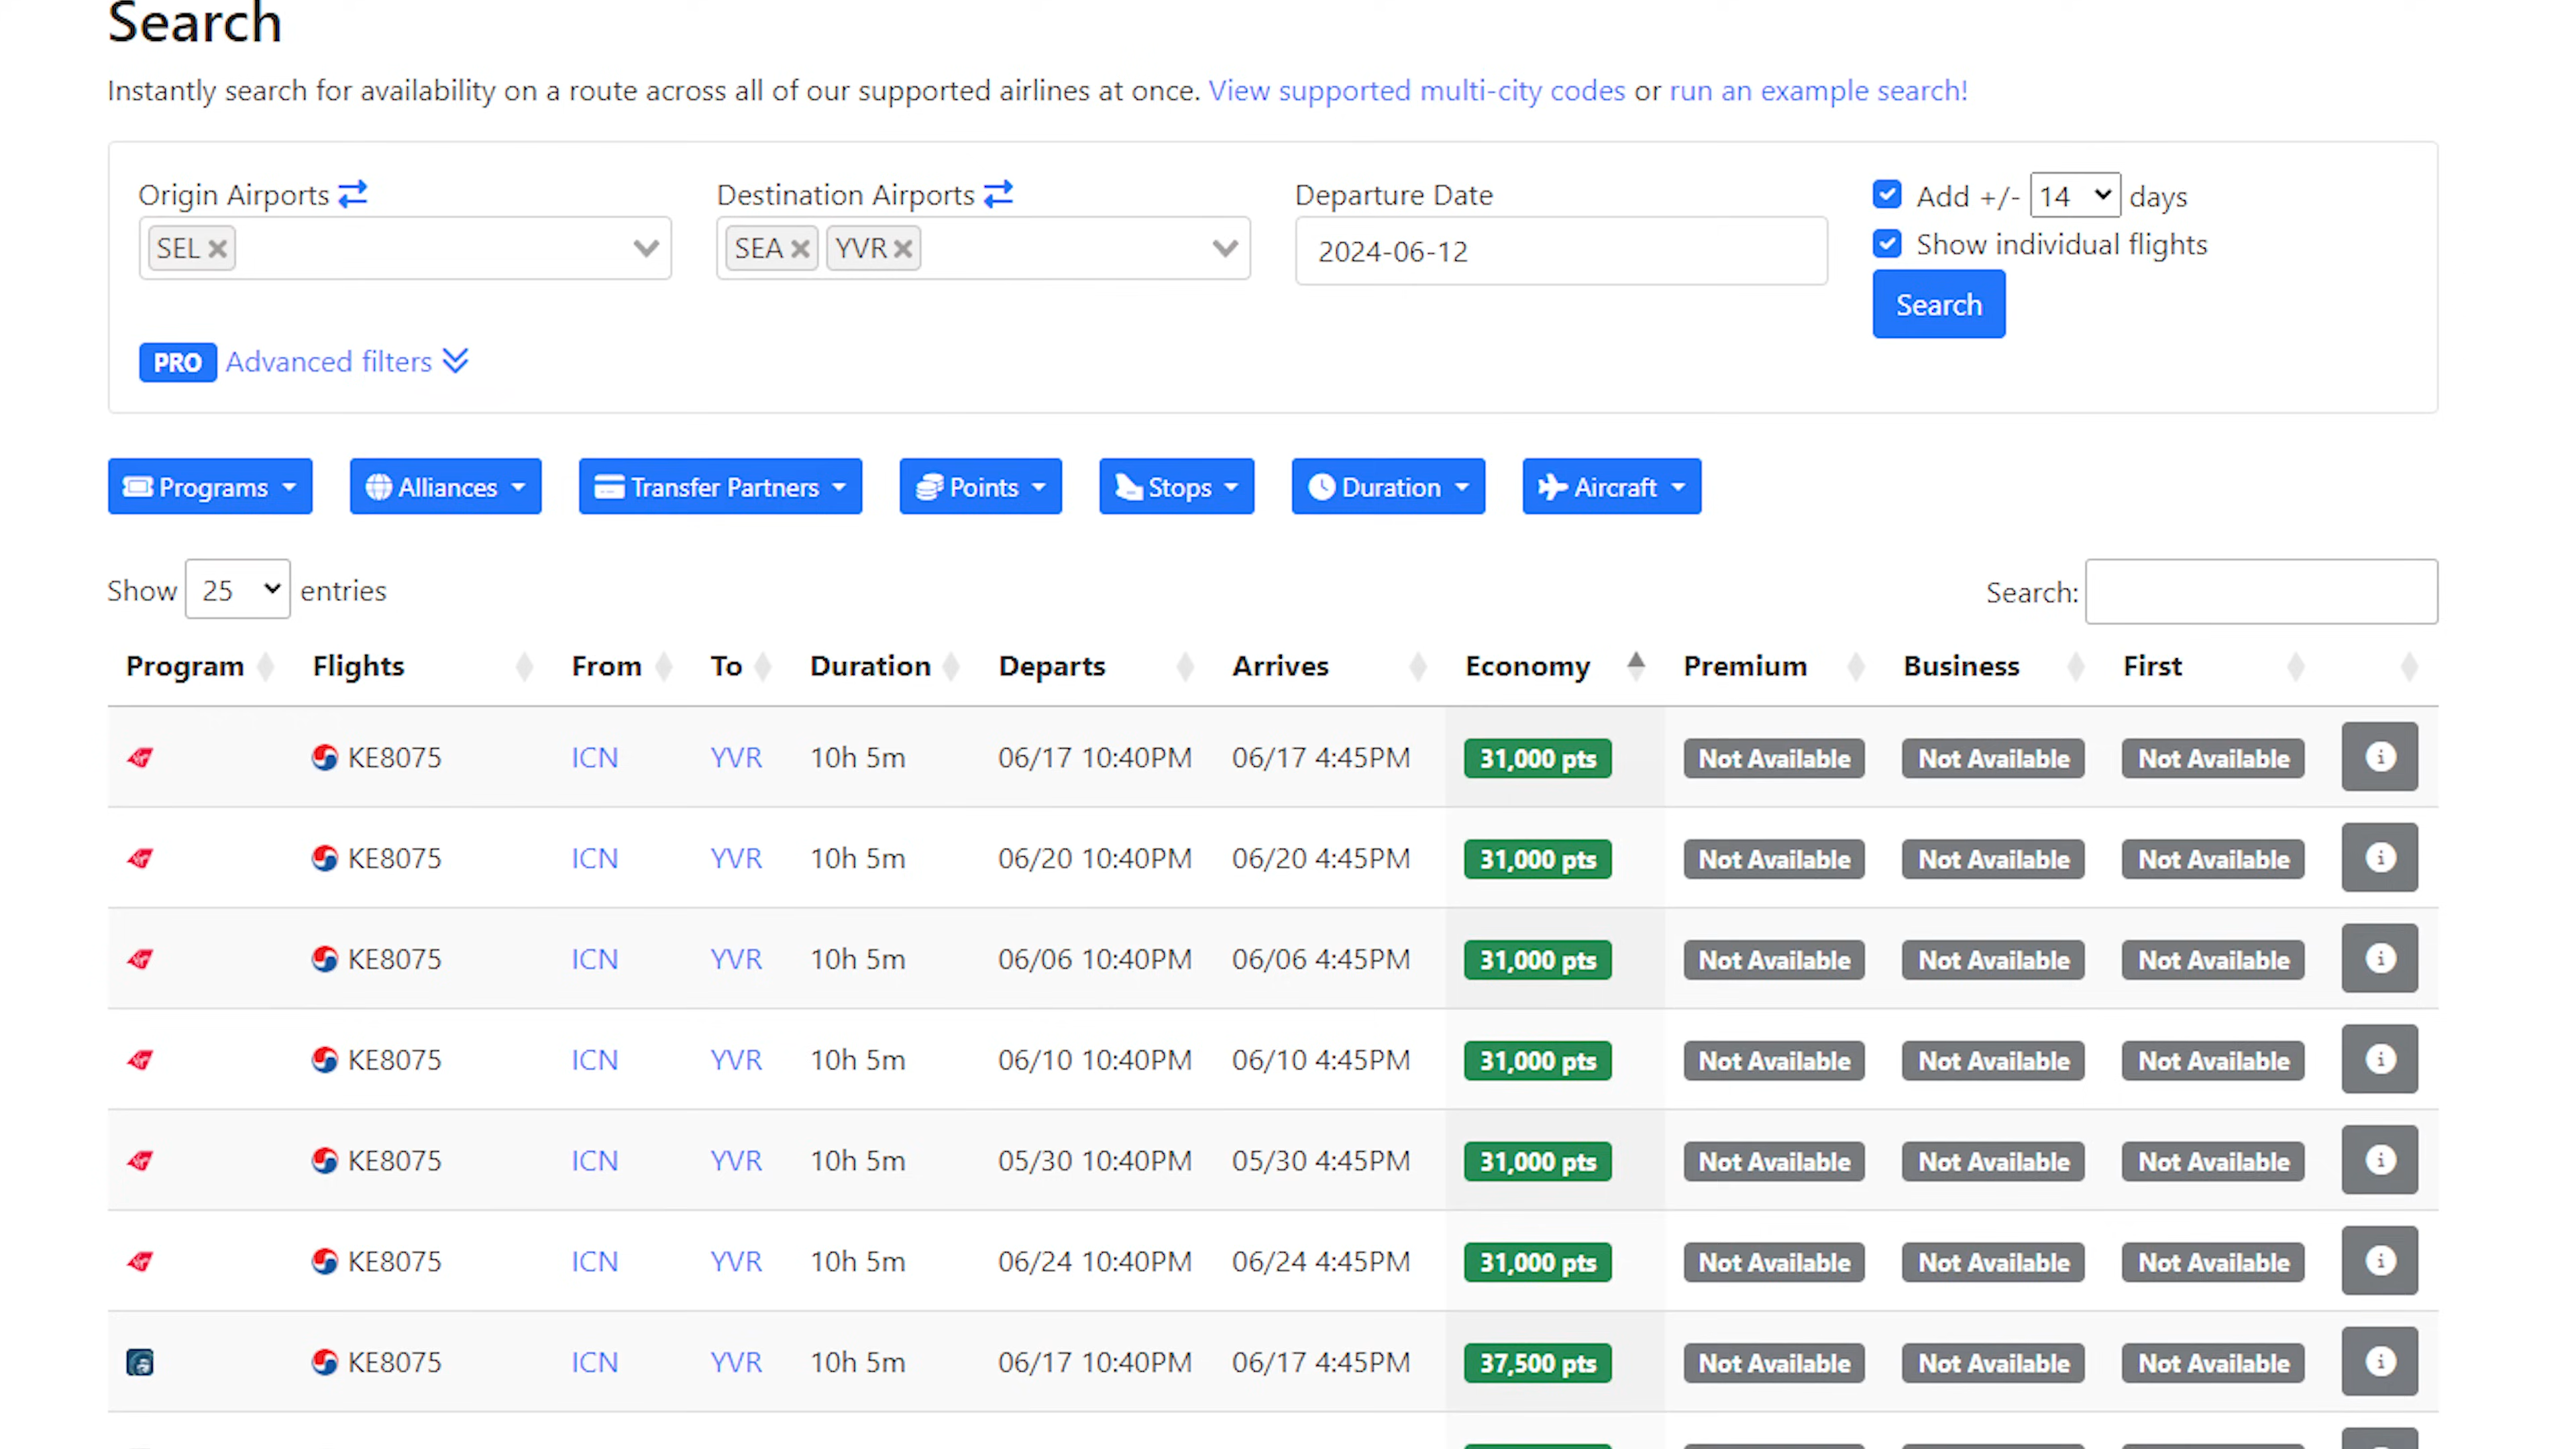 Search
Instantly search for availability on a route across all of our supported airlines at once. View supported multi-city codes or run an example search!
Origin Airports Destination Airports Departure Date Add +/- 14 days
SEL SEA YVR 2024-06-12 Show individual flights
Search
PRO Advanced filters
Programs Alliances Transfer Partners Points Stops Duration Aircraft
Show 25 entries Search:
Program Flights From To Duration Departs Arrives Economy Premium Business First
KE8075 ICN YVR 10h 5m 06/17 10:40PM 06/17 4:45PM 31,000 pts Not Available Not Available Not Available
KE8075 ICN YVR 10h 5m 06/20 10:40PM 06/20 4:45PM 31,000 pts Not Available Not Available Not Available
KE8075 ICN YVR 10h 5m 06/06 10:40PM 06/06 4:45PM 31,000 pts Not Available Not Available Not Available
KE8075 ICN YVR 10h 5m 06/10 10:40PM 06/10 4:45PM 31,000 pts Not Available Not Available Not Available
KE8075 ICN YVR 10h 5m 05/30 10:40PM 05/30 4:45PM 31,000 pts Not Available Not Available Not Available
KE8075 ICN YVR 10h 5m 06/24 10:40PM 06/24 4:45PM 31,000 pts Not Available Not Available Not Available
KE8075 ICN YVR 10h 5m 06/17 10:40PM 06/17 4:45PM 37,500 pts Not Available Not Available Not Available